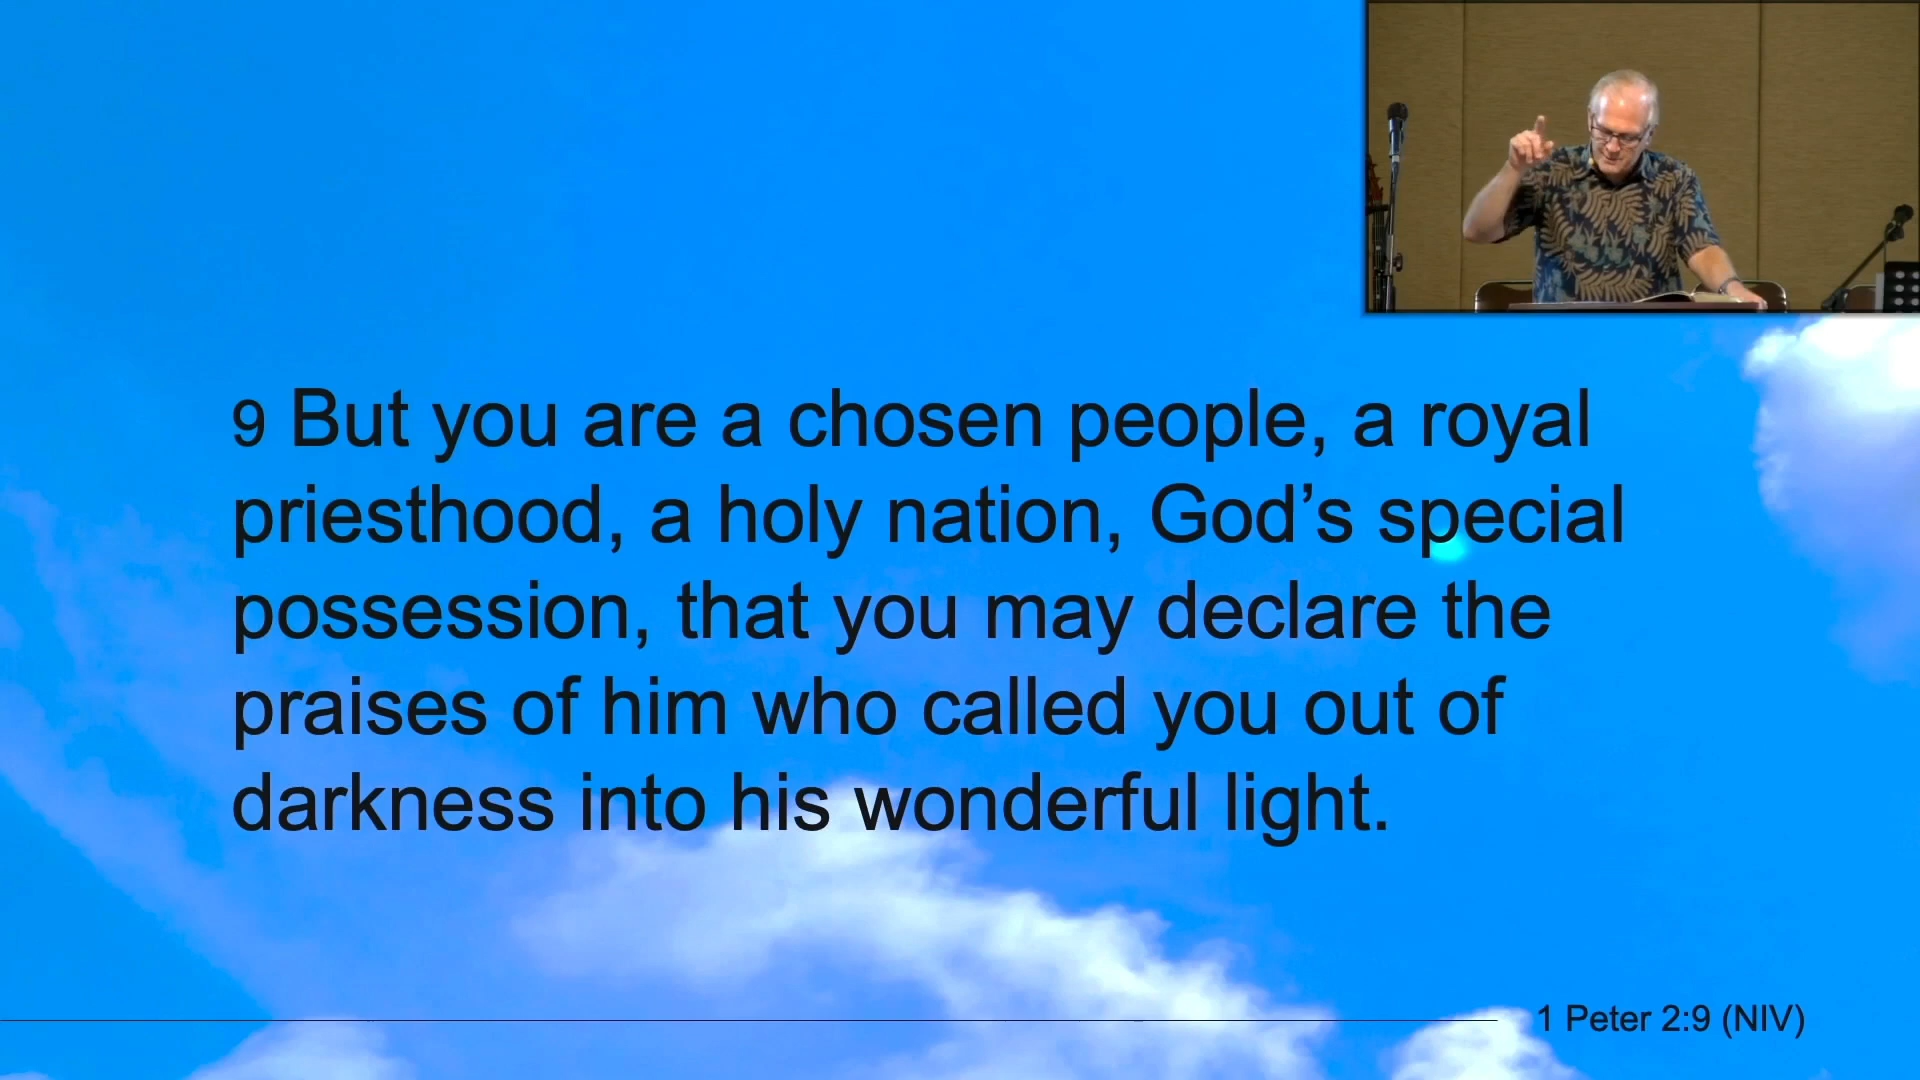 9 But you are a chosen people, a royal
priesthood, a holy nation, God’s special
possession, that you may declare the
praises of him who called you out of
darkness into his wonderful light.
1 Peter 2:9 (NIV)